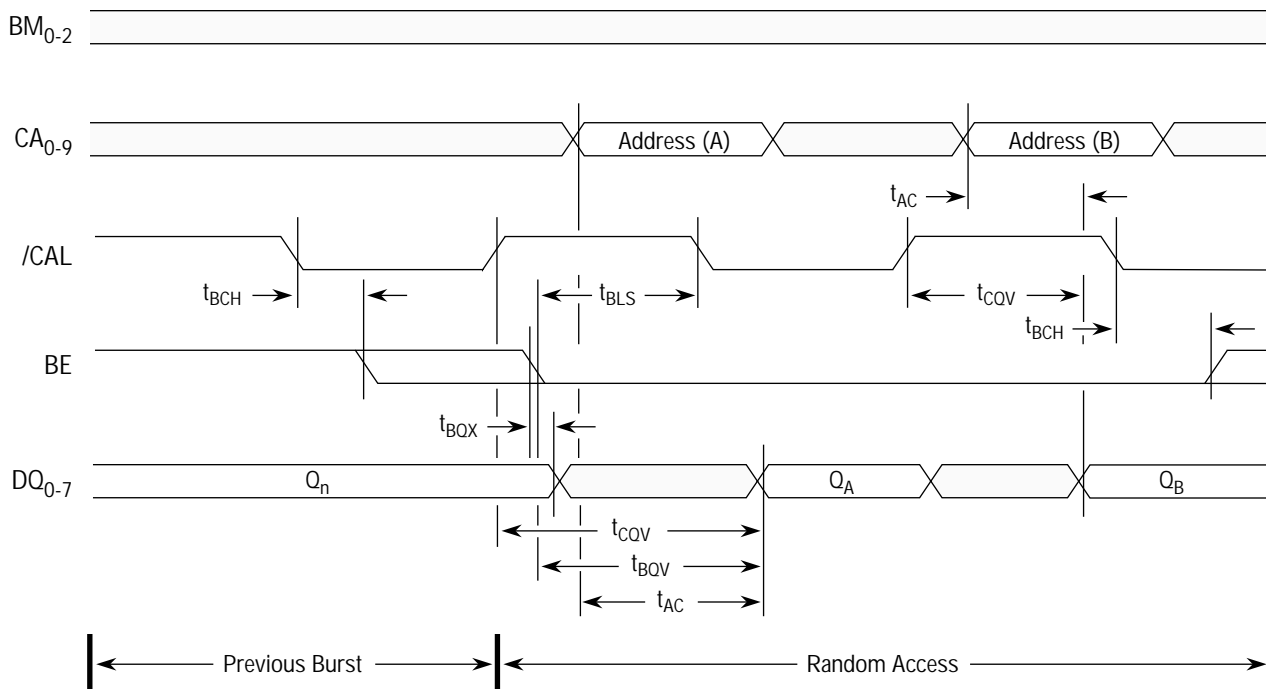 BM0-2
CA0-9
Address (A)
Address (B)
tAC
/CAL
tBCH
tBLS
tCQV
tBCH
BE
tBQX
DQ0-7
Qn
QA
QB
tCQV
tBQV
tAC
Previous Burst
Random Access